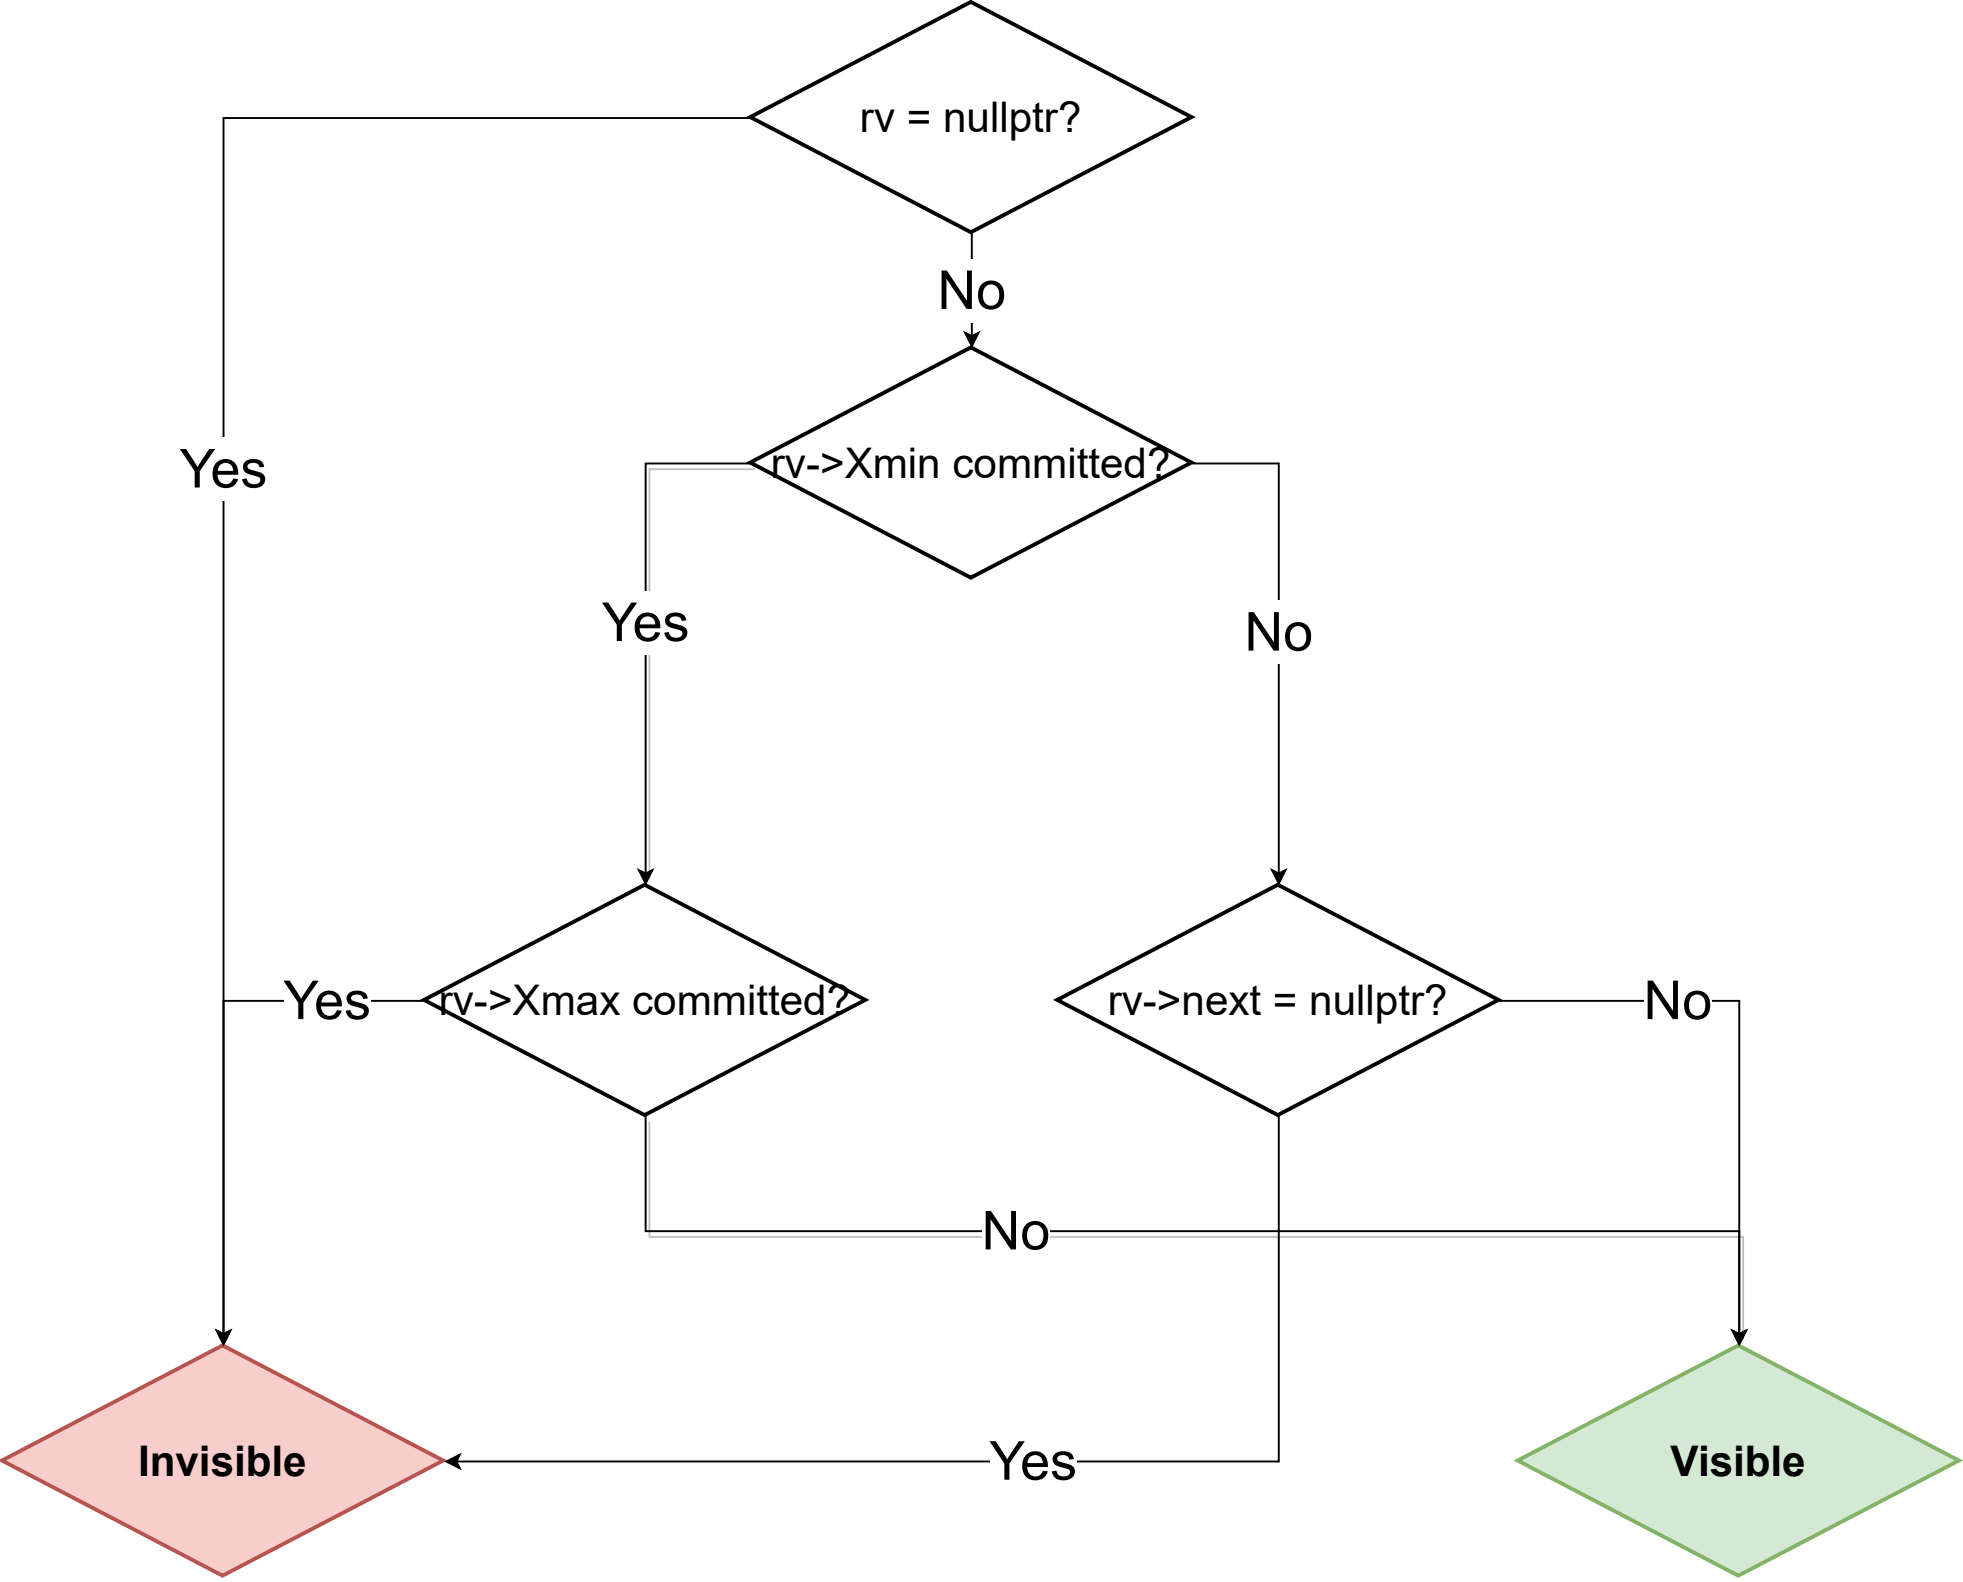 rv = nullptr?
No
rv->Xmin committed?
Yes
Yes
No
Yes
rv->Xmax committed?
rv->next = nullptr?
No
No
Invisible
Yes
Visible